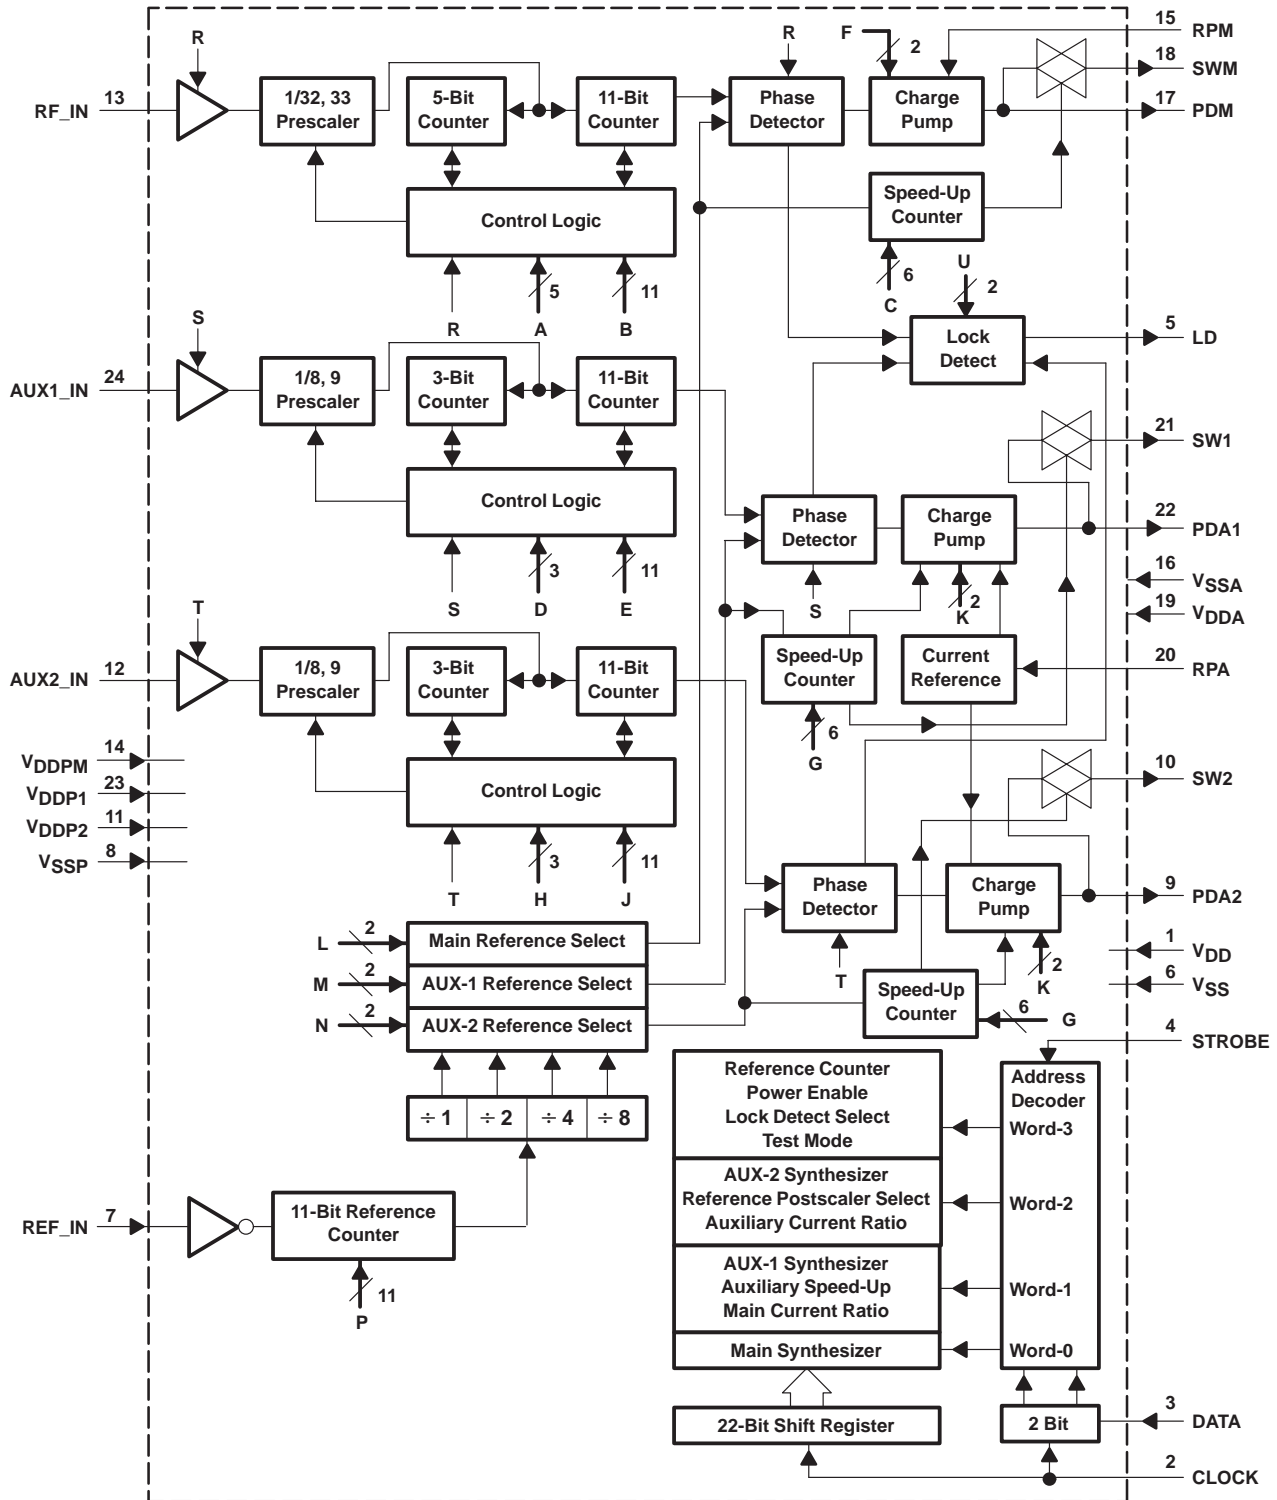 R
13
RF_IN
1/32, 33
Prescaler
5-Bit
Counter
11-Bit
Counter
R
Phase
Detector
F
2
Charge
Pump
15
RPM
18
SWM
17
PDM
Control Logic
R
A
5
B
11
Speed-Up
Counter
6
C
U
2
Lock
Detect
5
LD
S
24
AUX1_IN
1/8, 9
Prescaler
3-Bit
Counter
11-Bit
Counter
Control Logic
S
D
3
E
11
21
SW1
Phase
Detector
S
Charge
Pump
2
K
22
PDA1
16
VSSA
19
VDDA
T
12
AUX2_IN
1/8, 9
Prescaler
3-Bit
Counter
11-Bit
Counter
Speed-Up
Counter
6
G
Current
Reference
20
RPA
14
VDDPM
23
VDDP1
11
VDDP2
8
VSSP
Control Logic
T
H
3
J
11
10
SW2
Phase
Detector
T
Charge
Pump
2
K
9
PDA2
1
VDD
6
VSS
L
2
Main Reference Select
M
2
AUX-1 Reference Select
N
2
AUX-2 Reference Select
Speed-Up
Counter
6
G
4
STROBE
÷ 1
÷ 2
÷ 4
÷ 8
Reference Counter
Power Enable
Lock Detect Select
Test Mode
Address
Decoder
Word-3
AUX-2 Synthesizer
Reference Postscaler Select
Auxiliary Current Ratio
Word-2
7
REF_IN
11-Bit Reference
Counter
11
P
AUX-1 Synthesizer
Auxiliary Speed-Up
Main Current Ratio
Word-1
Main Synthesizer
Word-0
22-Bit Shift Register
2 Bit
3
DATA
2
CLOCK